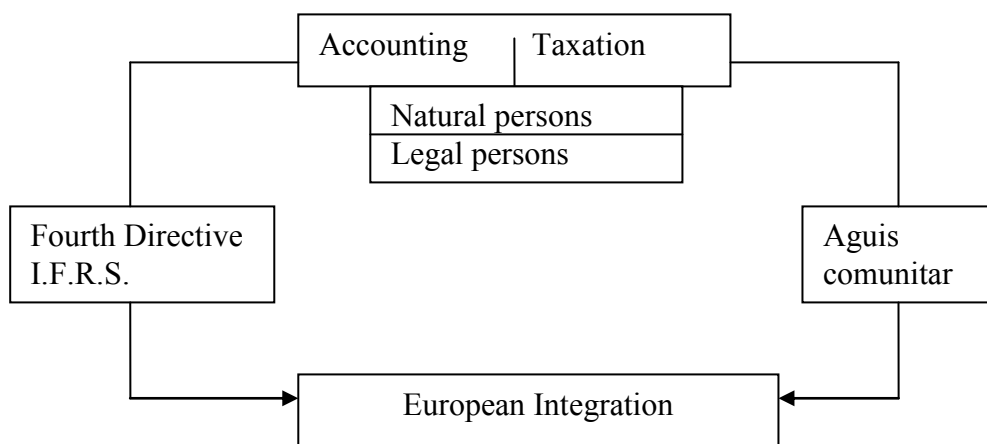 Accounting
Taxation
Natural persons
Legal persons
Fourth Directive
I.F.R.S.
Aguis
comunitar
European Integration